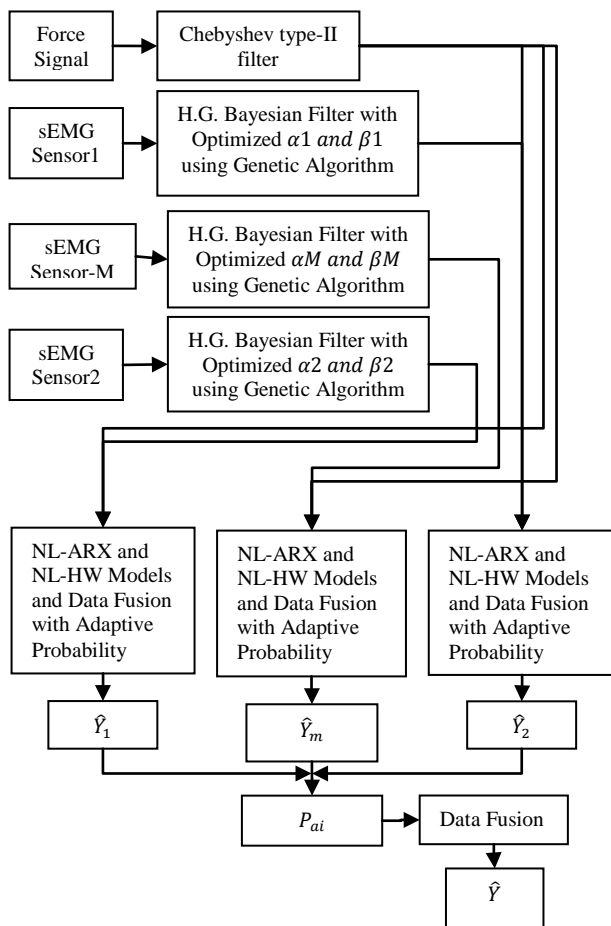 Force
Signal
Chebyshev type-II
filter
sEMG
Sensor1
H.G. Bayesian Filter with
Optimized 𝛼1 𝑎𝑛𝑑 𝛽1
using Genetic Algorithm
sEMG
Sensor-M
H.G. Bayesian Filter with
Optimized 𝛼𝑀 𝑎𝑛𝑑 𝛽𝑀
using Genetic Algorithm
sEMG
Sensor2
H.G. Bayesian Filter with
Optimized 𝛼2 𝑎𝑛𝑑 𝛽2
using Genetic Algorithm
NL-ARX and
NL-HW Models
and Data Fusion
with Adaptive
Probability
NL-ARX and
NL-HW Models
and Data Fusion
with Adaptive
Probability
NL-ARX and
NL-HW Models
and Data Fusion
with Adaptive
Probability
Ŷ₁
Ŷₘ
Ŷ₂
Pₐᵢ
Data Fusion
Ŷ